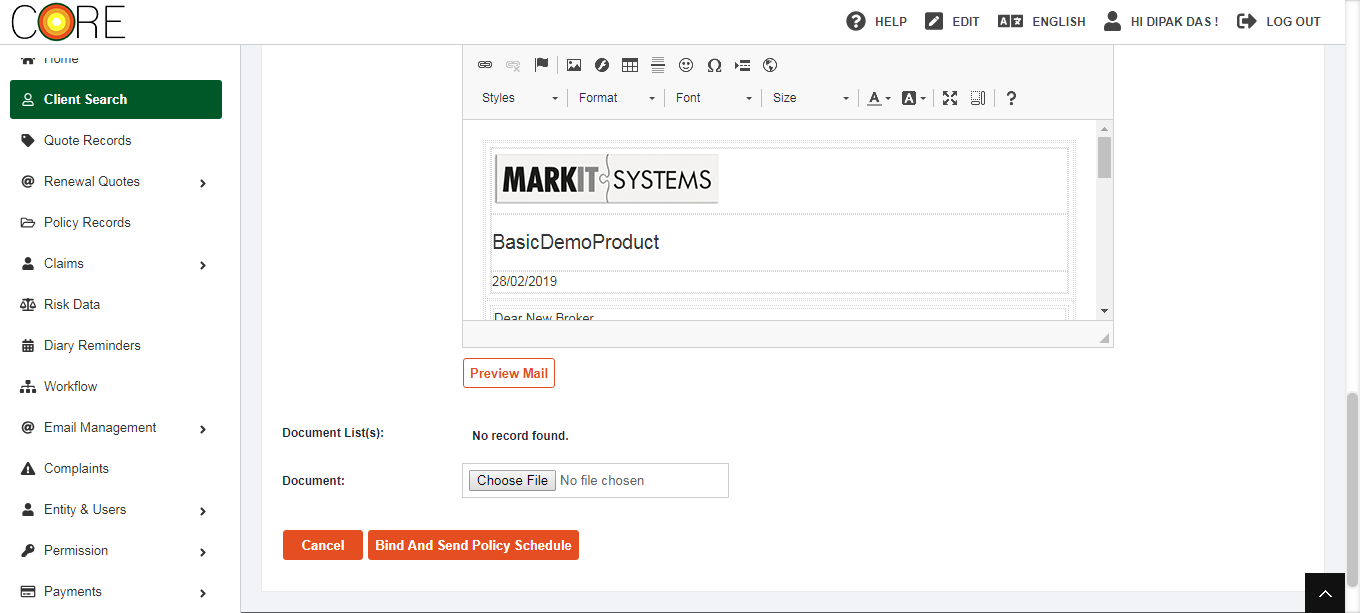 CORE
HELP
EDIT
ENGLISH
HI DIPAK DAS !
LOG OUT
Home
Client Search
Quote Records
Renewal Quotes
Policy Records
Claims
Risk Data
Diary Reminders
Workflow
Email Management
Complaints
Entity & Users
Permission
Payments
Styles
Format
Font
Size
A
A
?
MARKIT SYSTEMS
BasicDemoProduct
28/02/2019
Dear New Broker
Preview Mail
Document List(s):
No record found.
Document:
Choose File No file chosen
Cancel
Bind And Send Policy Schedule